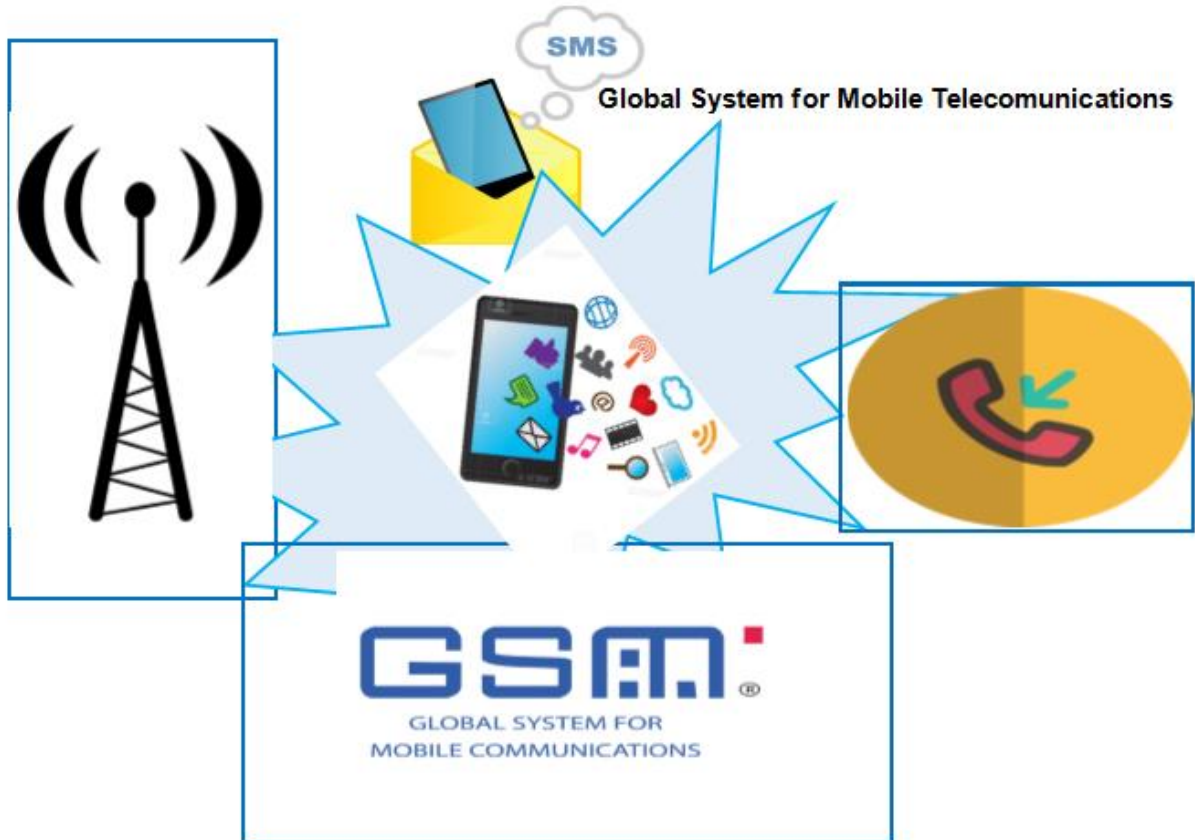 SMS
Global System for Mobile Telecomunications
GSM
®
GLOBAL SYSTEM FOR
MOBILE COMMUNICATIONS